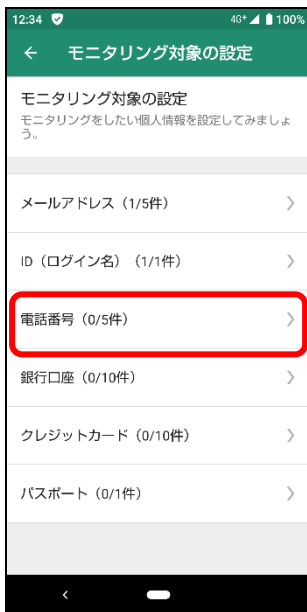 12:34 4G+ 100%
← モニタリング対象の設定
モニタリング対象の設定
モニタリングをしたい個人情報を設定してみましょ
う。
メールアドレス（1/5件）
ID（ログイン名）（1/1件）
電話番号（0/5件）
銀行口座（0/10件）
クレジットカード（0/10件）
パスポート（0/1件）